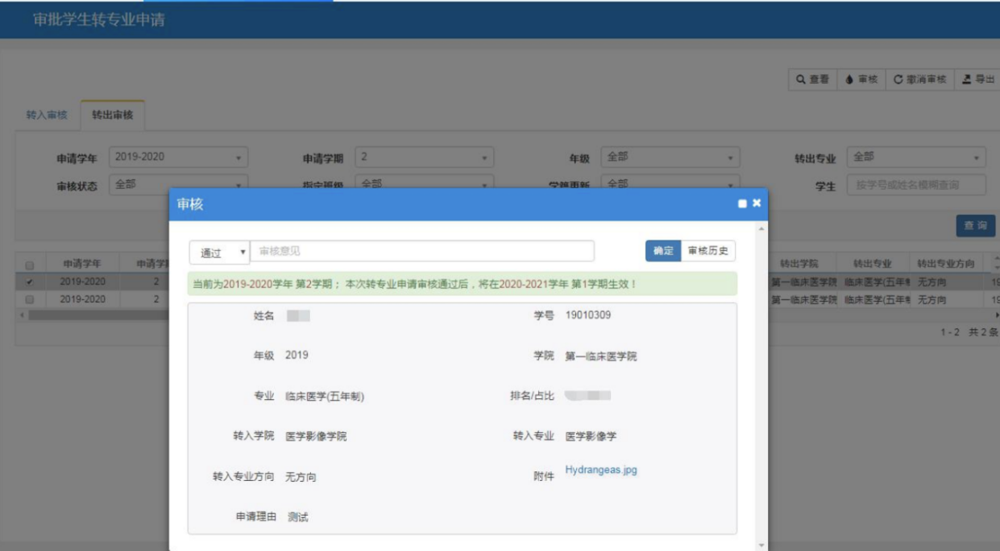 审批学生转专业申请
查看 审核 撤消审核 导出
转入审核 转出审核
申请学年 2019-2020 申请学期 2 年级 全部 转出专业 全部
审核状态 全部 指定班级 全部 学籍更新 全部 学生 按学号或姓名模糊查询
审核
查询
通过 审核意见 确定 审核历史
申请学年 申请学 转出学院 转出专业 转出专业方向
当前为2019-2020学年 第2学期； 本次转专业申请审核通过后，将在2020-2021学年 第1学期生效！
2019-2020 2 第一临床医学院 临床医学(五年 无方向 19
2019-2020 2 第一临床医学院 临床医学(五年 无方向 19
姓名 学号 19010309
1 - 2 共 2 条
年级 2019 学院 第一临床医学院
专业 临床医学(五年制) 排名/占比
转入学院 医学影像学院 转入专业 医学影像学
转入专业方向 无方向 附件 Hydrangeas.jpg
申请理由 测试